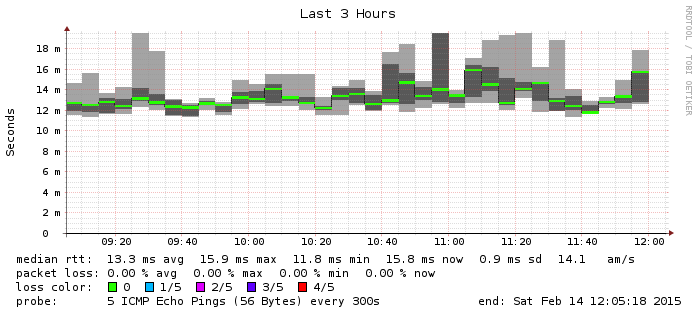 Last 3 Hours
RRDTOOL / TOBI OETIKER
Seconds
18 m
16 m
14 m
12 m
10 m
8 m
6 m
4 m
2 m
0
09:20 09:40 10:00 10:20 10:40 11:00 11:20 11:40 12:00
median rtt: 13.3 ms avg 15.9 ms max 11.8 ms min 15.8 ms now 0.9 ms sd 14.1 am/s
packet loss: 0.00 % avg 0.00 % max 0.00 % min 0.00 % now
loss color: 0 1/5 2/5 3/5 4/5
probe: 5 ICMP Echo Pings (56 Bytes) every 300s end: Sat Feb 14 12:05:18 2015